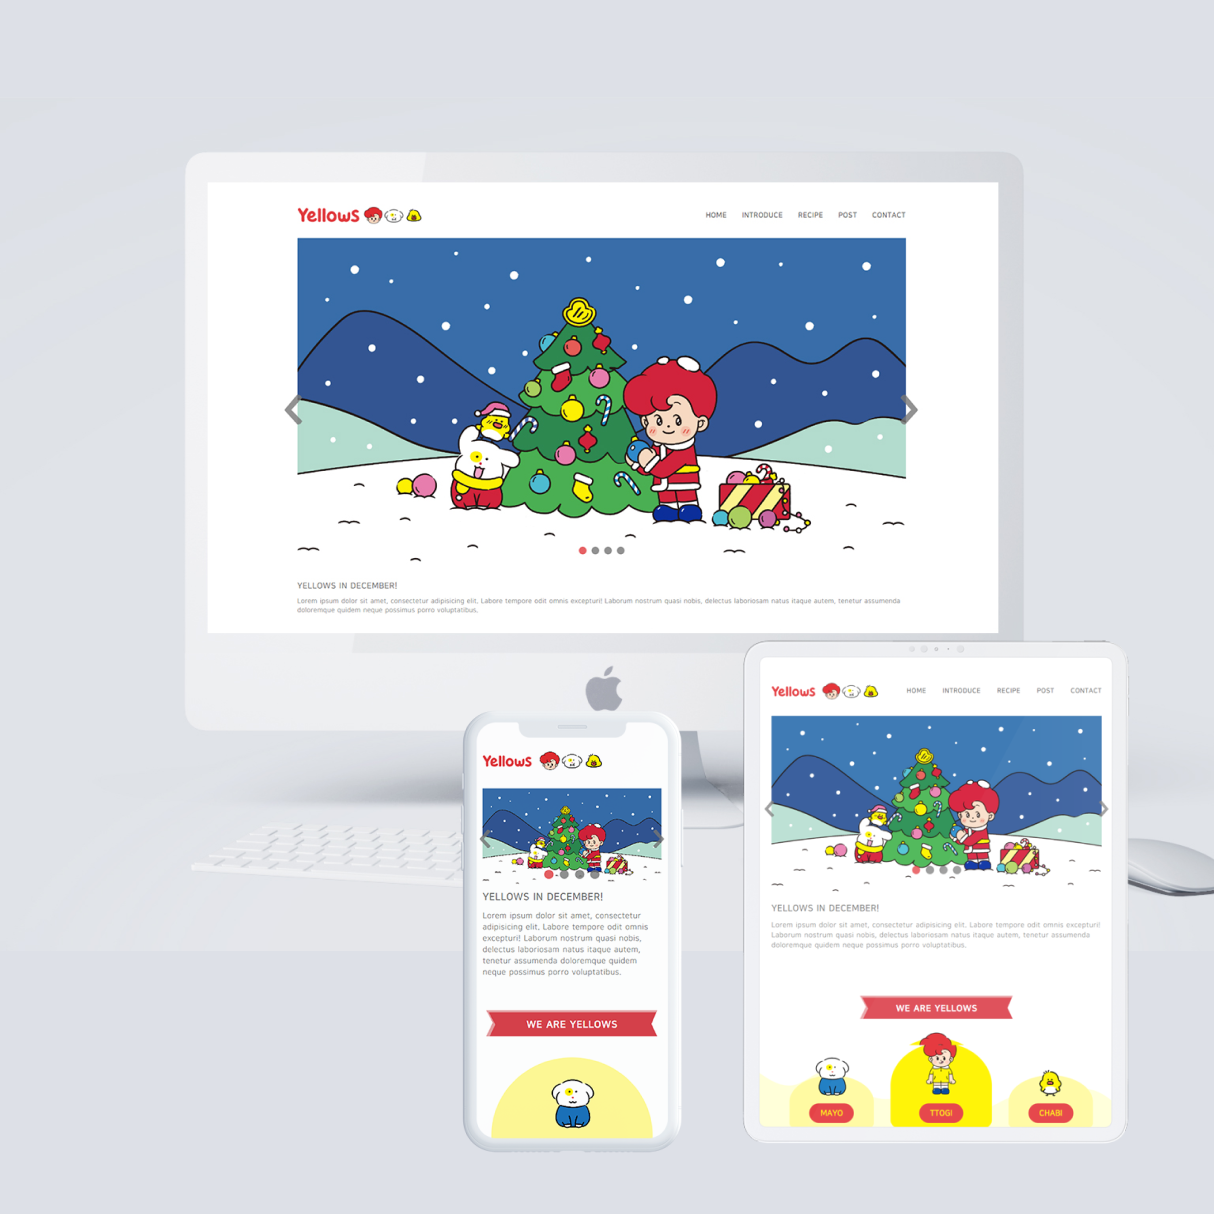 Yellows
HOME INTRODUCE RECIPE POST CONTACT
YELLOWS IN DECEMBER!
Lorem ipsum dolor sit amet, consectetur adipisicing elit. Labore tempore odit omnis excepturi! Laborum nostrum quasi nobis, delectus laboriosam natus itaque autem, tenetur assumenda
doloremque quidem neque possimus porro voluptatibus.
Yellows
YELLOWS IN DECEMBER!
Lorem ipsum dolor sit amet, consectetur
adipisicing elit. Labore tempore odit omnis
excepturi! Laborum nostrum quasi nobis,
delectus laboriosam natus itaque autem,
tenetur assumenda doloremque quidem
neque possimus porro voluptatibus.
WE ARE YELLOWS
Yellows
HOME INTRODUCE RECIPE POST CONTACT
YELLOWS IN DECEMBER!
Lorem ipsum dolor sit amet, consectetur adipisicing elit. Labore tempore odit omnis excepturi!
Laborum nostrum quasi nobis, delectus laboriosam natus itaque autem, tenetur assumenda
doloremque quidem neque possimus porro voluptatibus.
WE ARE YELLOWS
MAYO TTOGI CHABI